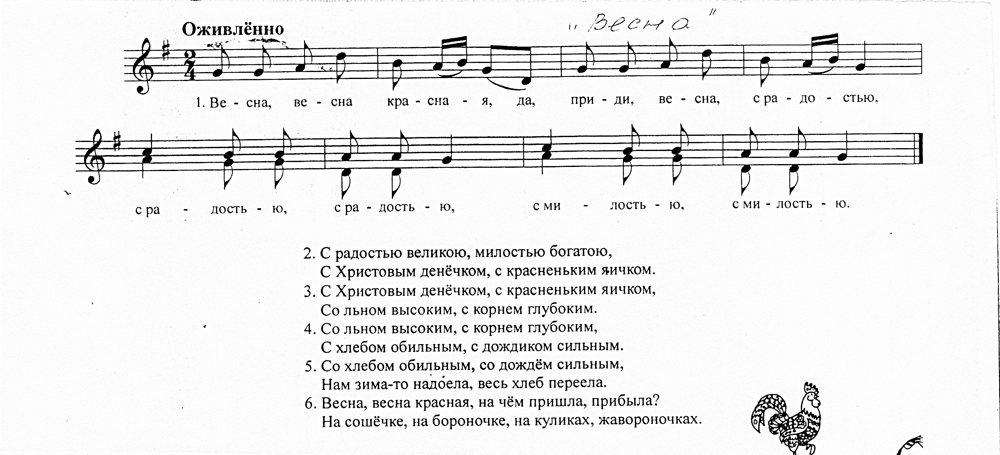 Оживлённо
"Весна"
2
4
1. Ве - сна, ве - сна кра - сна - я, да, при - ди, ве - сна, с ра - до - стью,
с ра - дость - ю, с ра - дость - ю, с ми - лость - ю, с ми - лость - ю.
2. С радостью великою, милостью богатою,
С Христовым денёчком, с красненьким яичком.
3. С Христовым денёчком, с красненьким яичком,
Со льном высоким, с корнем глубоким.
4. Со льном высоким, с корнем глубоким,
С хлебом обильным, с дождиком сильным.
5. Со хлебом обильным, со дождём сильным,
Нам зима-то надо́ела, весь хлеб переела.
6. Весна, весна красная, на чём пришла, прибыла?
На сошёчке, на бороночке, на куликах, жавороночках.